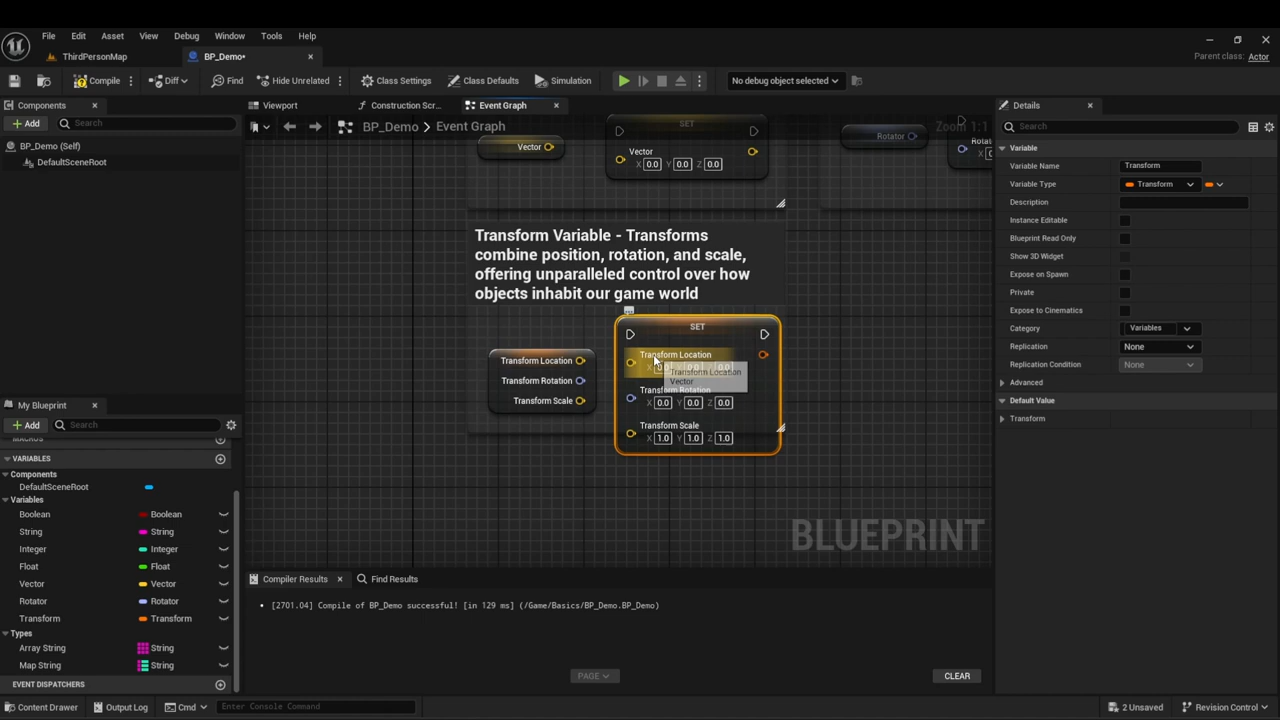 File Edit Asset View Debug Window Tools Help
ThirdPersonMap BP_Demo•
Parent class: Actor
Compile Diff Find Hide Unrelated Class Settings Class Defaults Simulation No debug object selected
Components
Add Search
BP_Demo (Self)
DefaultSceneRoot
My Blueprint
Add Search
VARIABLES
Components
DefaultSceneRoot
Variables
Boolean Boolean
String String
Integer Integer
Float Float
Vector Vector
Rotator Rotator
Transform Transform
Types
Array String String
Map String String
EVENT DISPATCHERS
Viewport Construction Scr... Event Graph
BP_Demo > Event Graph
Zoom 1:1
Vector
SET
Vector
X 0.0 Y 0.0 Z 0.0
Rotator
Transform Variable - Transforms
combine position, rotation, and scale,
offering unparalleled control over how
objects inhabit our game world
Transform Location
Transform Rotation
Transform Scale
SET
Transform Location
Transform Location
Vector
Transform Rotation
X 0.0 Y 0.0 Z 0.0
Transform Scale
X 1.0 Y 1.0 Z 1.0
BLUEPRINT
Compiler Results Find Results
• [2701.04] Compile of BP_Demo successful! [in 129 ms] (/Game/Basics/BP_Demo.BP_Demo)
PAGE CLEAR
Details
Search
Variable
Variable Name Transform
Variable Type Transform
Description
Instance Editable
Blueprint Read Only
Show 3D Widget
Expose on Spawn
Private
Expose to Cinematics
Category Variables
Replication None
Replication Condition None
Advanced
Default Value
Transform
Content Drawer Output Log Cmd Enter Console Command 2 Unsaved Revision Control